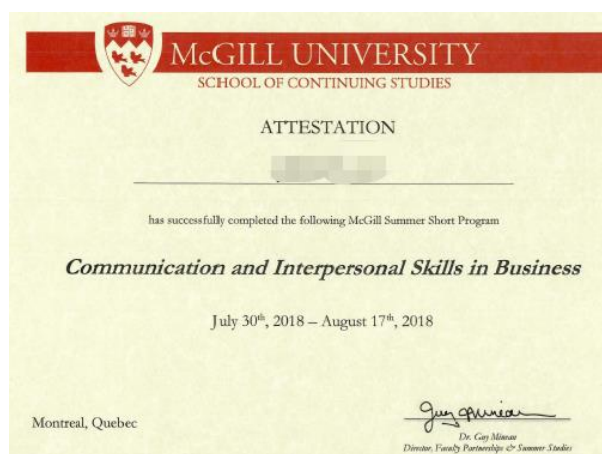 McGILL UNIVERSITY
SCHOOL OF CONTINUING STUDIES
ATTESTATION
has successfully completed the following McGill Summer Short Program
Communication and Interpersonal Skills in Business
July 30th, 2018 – August 17th, 2018
Montreal, Quebec
Dr. Guy Mineau
Director, Faculty Partnerships & Summer Studies